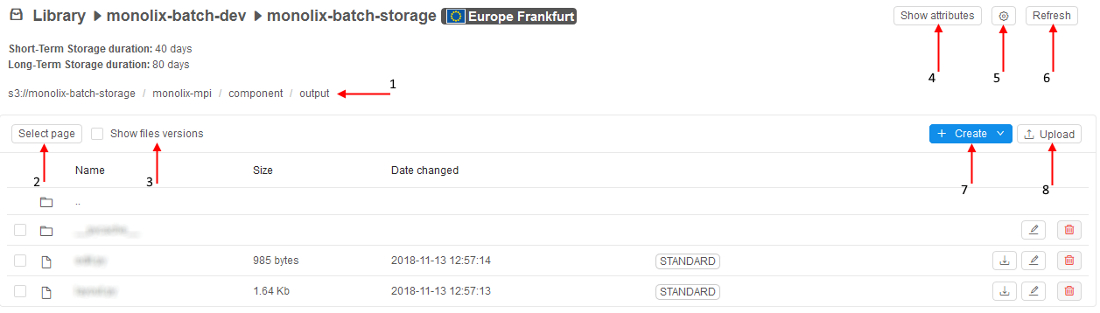 Library ▶ monolix-batch-dev ▶ monolix-batch-storage Europe Frankfurt Show attributes Refresh
Short-Term Storage duration: 40 days
Long-Term Storage duration: 80 days
4 5 6
s3://monolix-batch-storage / monolix-mpi / component / output 1
Select page Show files versions + Create Upload
2 3 7 8
Name Size Date changed
..
985 bytes 2018-11-13 12:57:14 STANDARD
1.64 Kb 2018-11-13 12:57:13 STANDARD